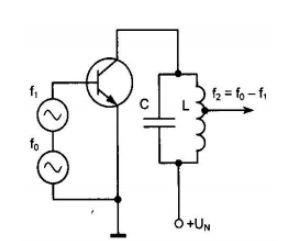 f₁
f₀
C
L
f₂ = f₀ – f₁
+Uₙ